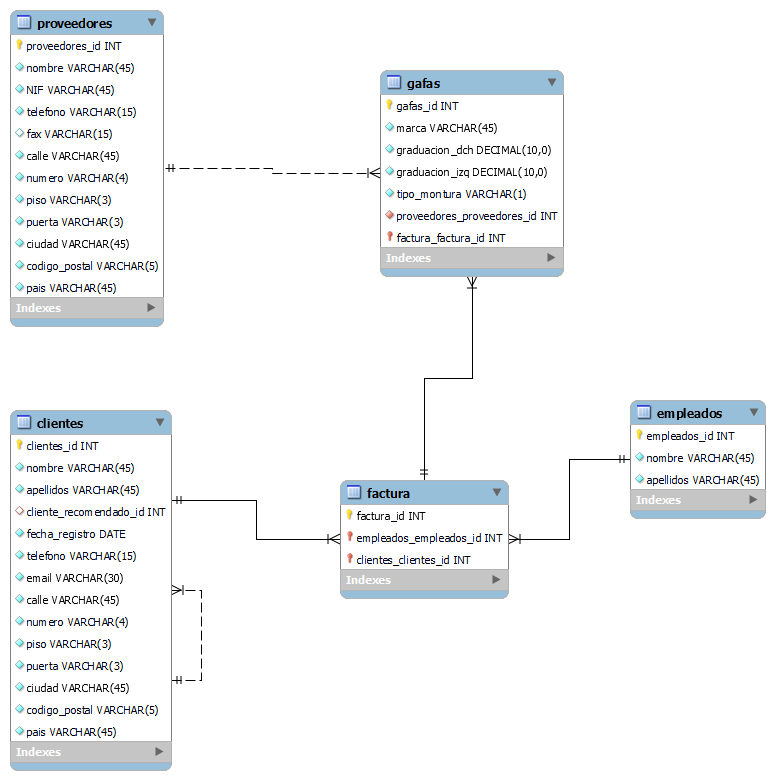 proveedores
proveedores_id INT
nombre VARCHAR(45)
NIF VARCHAR(45)
telefono VARCHAR(15)
fax VARCHAR(15)
calle VARCHAR(45)
numero VARCHAR(4)
piso VARCHAR(3)
puerta VARCHAR(3)
ciudad VARCHAR(45)
codigo_postal VARCHAR(5)
pais VARCHAR(45)
Indexes
gafas
gafas_id INT
marca VARCHAR(45)
graduacion_dch DECIMAL(10,0)
graduacion_izq DECIMAL(10,0)
tipo_montura VARCHAR(1)
proveedores_proveedores_id INT
factura_factura_id INT
Indexes
clientes
clientes_id INT
nombre VARCHAR(45)
apellidos VARCHAR(45)
cliente_recomendado_id INT
fecha_registro DATE
telefono VARCHAR(15)
email VARCHAR(30)
calle VARCHAR(45)
numero VARCHAR(4)
piso VARCHAR(3)
puerta VARCHAR(3)
ciudad VARCHAR(45)
codigo_postal VARCHAR(5)
pais VARCHAR(45)
Indexes
factura
factura_id INT
empleados_empleados_id INT
clientes_clientes_id INT
Indexes
empleados
empleados_id INT
nombre VARCHAR(45)
apellidos VARCHAR(45)
Indexes